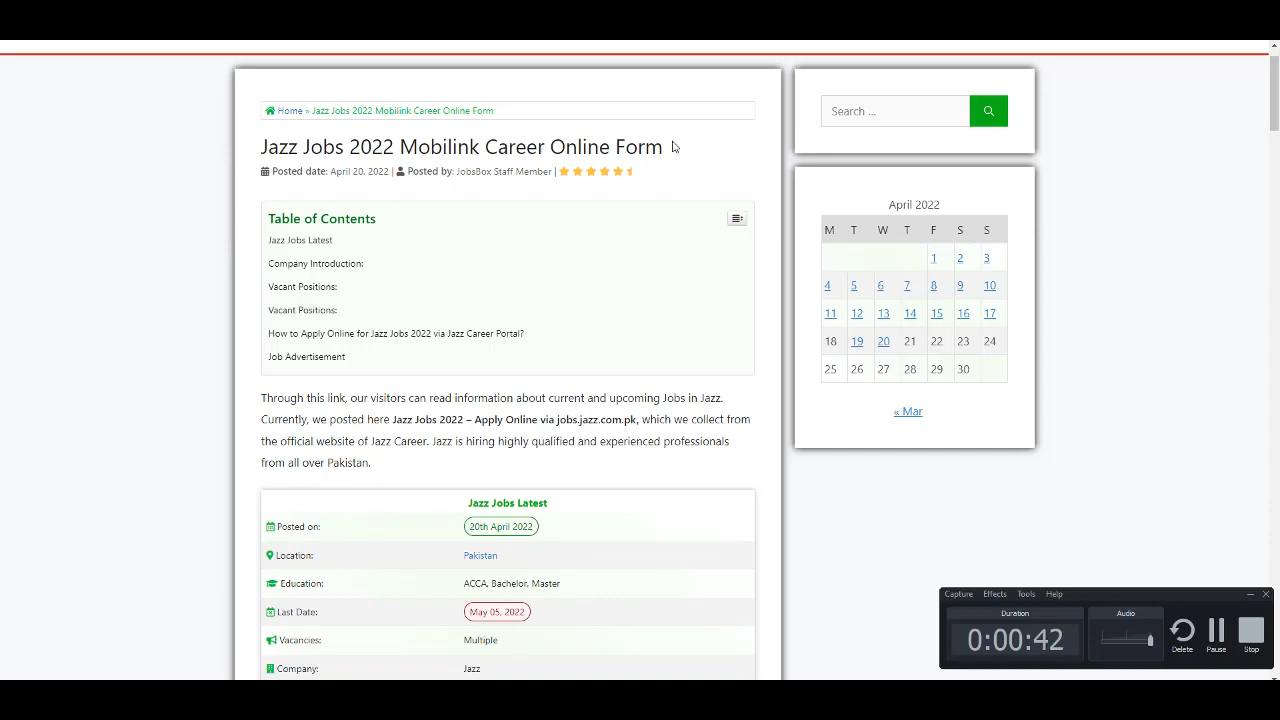 Home » Jazz Jobs 2022 Mobilink Career Online Form
Jazz Jobs 2022 Mobilink Career Online Form
Posted date: April 20, 2022 | Posted by: JobsBox Staff Member |
Table of Contents
Jazz Jobs Latest
Company Introduction:
Vacant Positions:
Vacant Positions:
How to Apply Online for Jazz Jobs 2022 via Jazz Career Portal?
Job Advertisement
Through this link, our visitors can read information about current and upcoming Jobs in Jazz.
Currently, we posted here Jazz Jobs 2022 – Apply Online via jobs.jazz.com.pk, which we collect from
the official website of Jazz Career. Jazz is hiring highly qualified and experienced professionals
from all over Pakistan.
Jazz Jobs Latest
Posted on: 20th April 2022
Location: Pakistan
Education: ACCA, Bachelor, Master
Last Date: May 05, 2022
Vacancies: Multiple
Company: Jazz
Search ...
April 2022
M T W T F S S
1 2 3
4 5 6 7 8 9 10
11 12 13 14 15 16 17
18 19 20 21 22 23 24
25 26 27 28 29 30
« Mar
Capture Effects Tools Help
Duration Audio
0:00:42
Delete Pause Stop